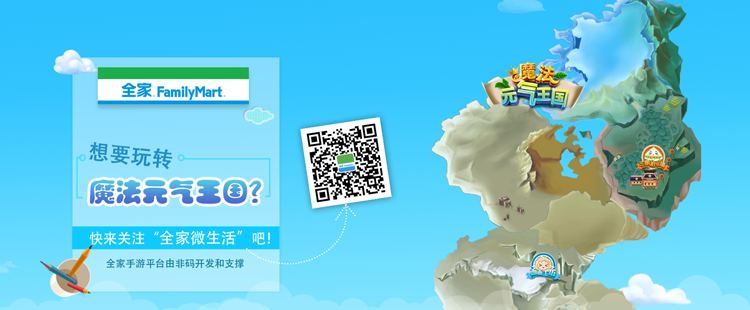 全家 FamilyMart
想要玩转
魔法元气王国?
快来关注“全家微生活”吧!
全家手游平台由非码开发和支撑
魔法
元气王国